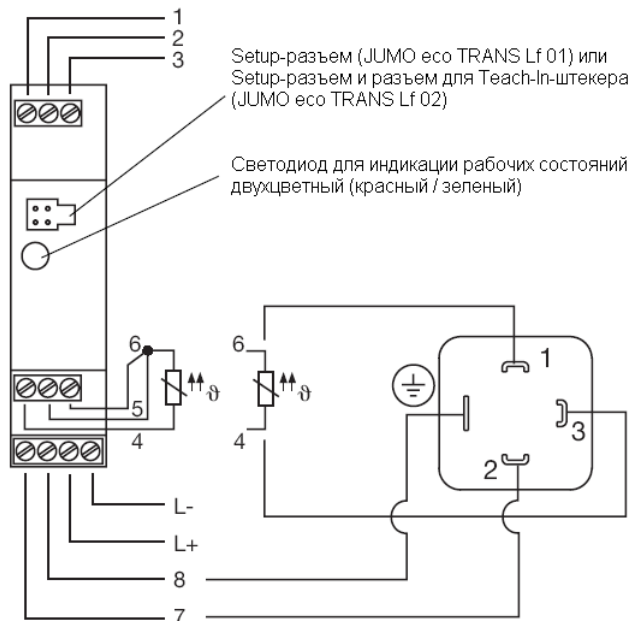 1
2
3
Setup-разъем (JUMO eco TRANS Lf 01) или
Setup-разъем и разъем для Teach-In-штекера
(JUMO eco TRANS Lf 02)
Светодиод для индикации рабочих состояний
двухцветный (красный / зеленый)
6
ϑ
5
4
6
ϑ
4
1
3
2
L-
L+
8
7